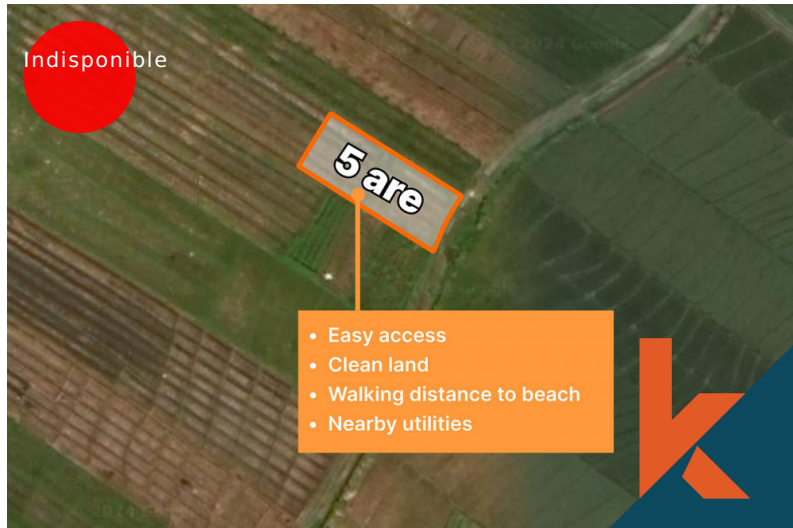 Indisponible
5 are
• Easy access
• Clean land
• Walking distance to beach
• Nearby utilities